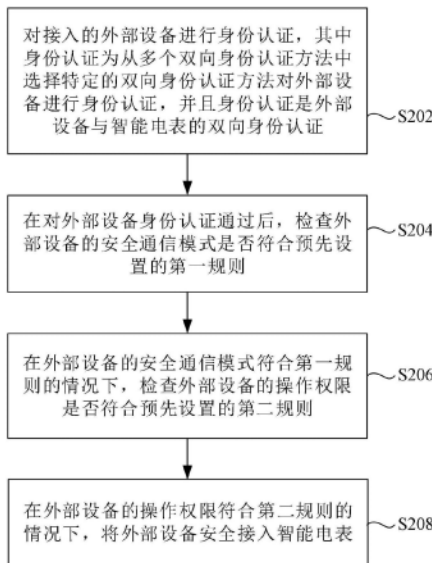 对接入的外部设备进行身份认证，其中
身份认证为从多个双向身份认证方法中
选择特定的双向身份认证方法对外部设
备进行身份认证，并且身份认证是外部
设备与智能电表的双向身份认证
S202
在对外部设备身份认证通过后，检查外
部设备的安全通信模式是否符合预先设
置的第一规则
S204
在外部设备的安全通信模式符合第一规
则的情况下，检查外部设备的操作权限
是否符合预先设置的第二规则
S206
在外部设备的操作权限符合第二规则的
情况下，将外部设备安全接入智能电表
S208